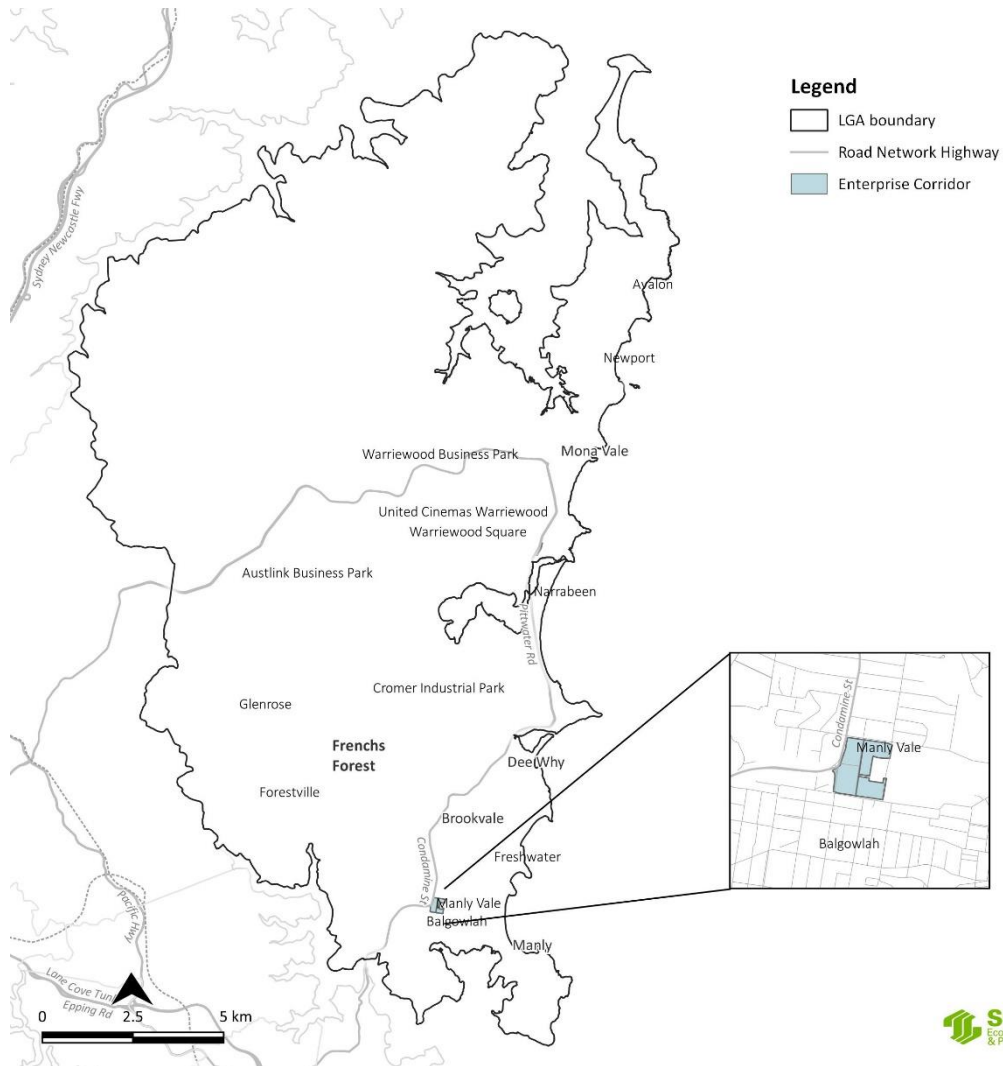 Legend
LGA boundary
Road Network Highway
Enterprise Corridor
Sydney Newcastle Fwy
Avalon
Newport
Mona Vale
Warriewood Business Park
United Cinemas Warriewood
Warriewood Square
Austlink Business Park
Narrabeen
Pittwater Rd
Cromer Industrial Park
Glenrose
Frenchs
Forest
Dee Why
Forestville
Brookvale
Freshwater
Condamine St
Manly Vale
Balgowlah
Manly
Condamine St
Manly Vale
Balgowlah
Pacific Hwy
Lane Cove Tun
Epping Rd
0 2.5 5 km
S
Eco
& P